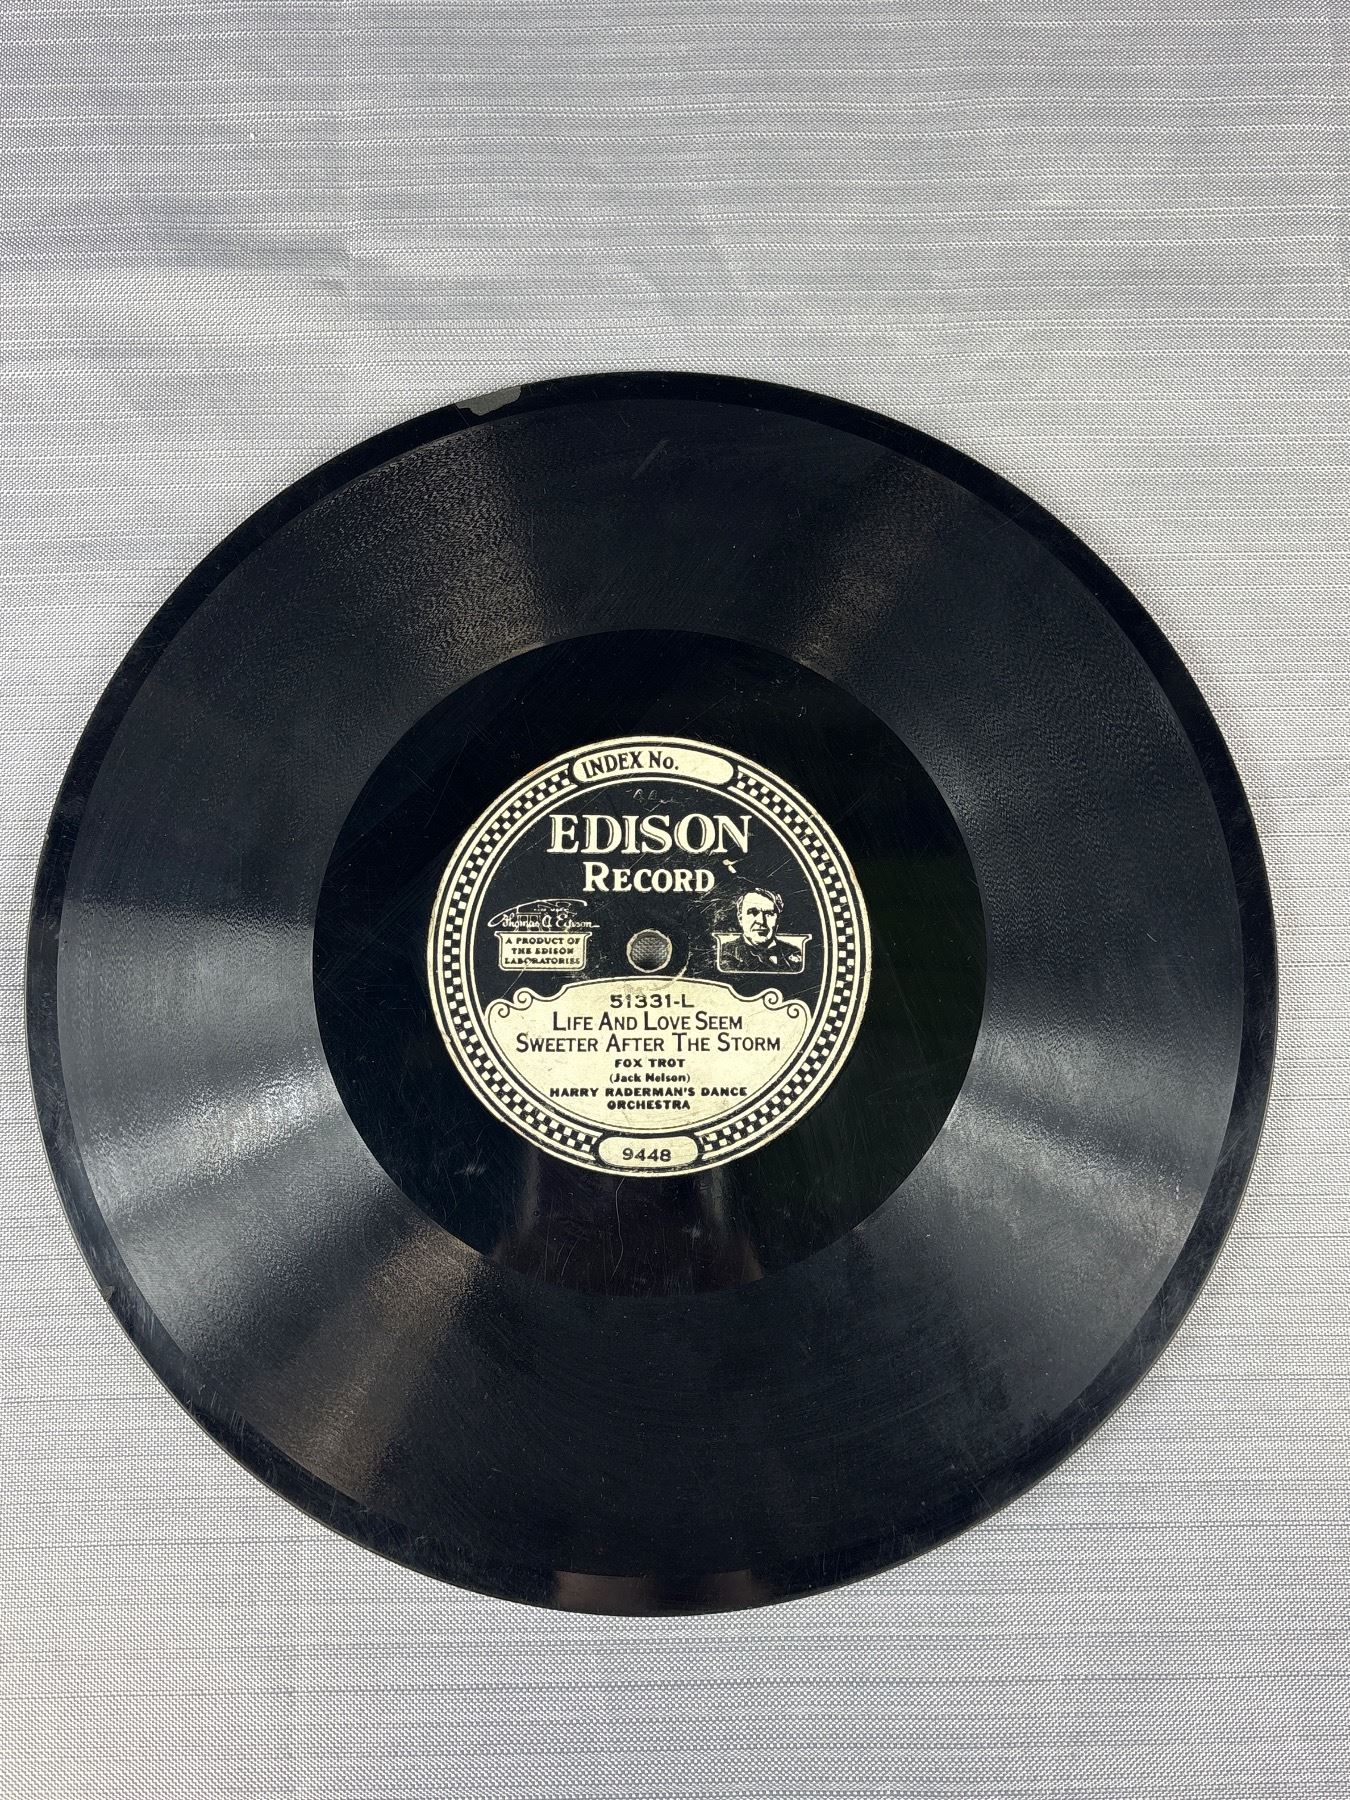 INDEX No.
EDISON
RECORD
Thomas A Edison
A PRODUCT OF
THE EDISON
LABORATORIES
51331-L
LIFE AND LOVE SEEM
SWEETER AFTER THE STORM
FOX TROT
(Jack Nelson)
HARRY RADERMAN'S DANCE
ORCHESTRA
9448